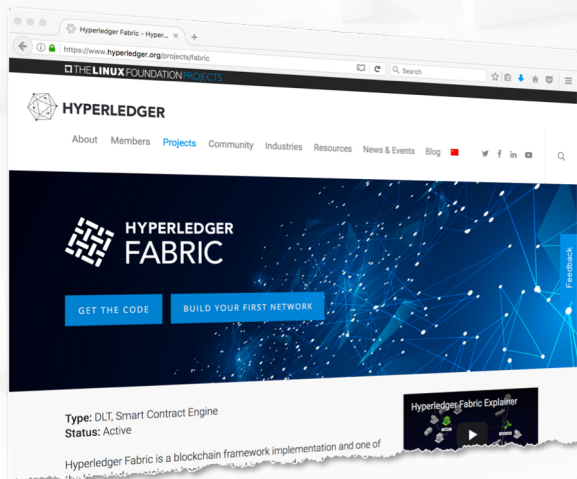 Hyperledger Fabric - Hyper...
https://www.hyperledger.org/projects/fabric
Search
THE LINUX FOUNDATION PROJECTS
HYPERLEDGER
About Members Projects Community Industries Resources News & Events Blog
HYPERLEDGER
FABRIC
Feedback
GET THE CODE
BUILD YOUR FIRST NETWORK
Type: DLT, Smart Contract Engine
Status: Active
Hyperledger Fabric Explainer
Hyperledger Fabric is a blockchain framework implementation and one of